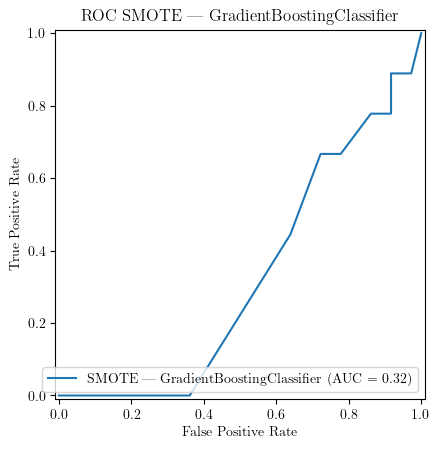 ROC SMOTE — GradientBoostingClassifier
1.0
0.8
0.6
0.4
0.2
0.0
True Positive Rate
SMOTE — GradientBoostingClassifier (AUC = 0.32)
0.0 0.2 0.4 0.6 0.8 1.0
False Positive Rate